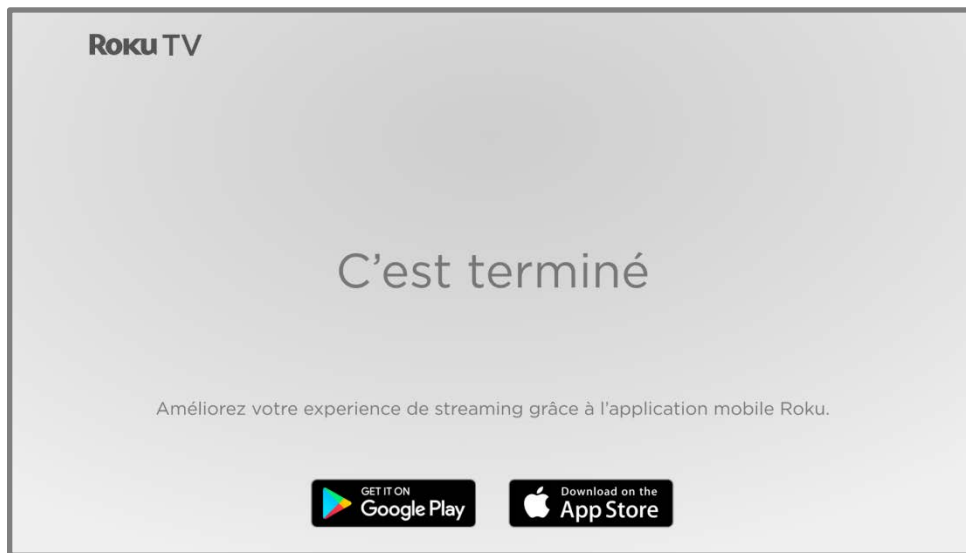 Roku TV
C’est terminé
Améliorez votre experience de streaming grâce à l'application mobile Roku.
GET IT ON
Google Play
Download on the
App Store